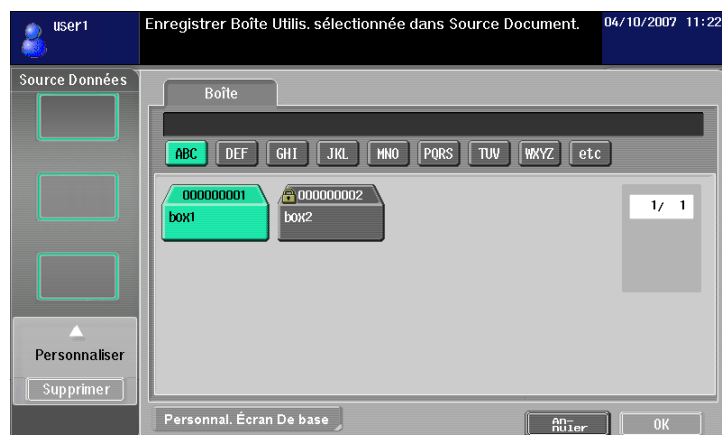 user1
Enregistrer Boîte Utilis. sélectionnée dans Source Document.
04/10/2007 11:22
Source Données
Boîte
ABC DEF GHI JKL MNO PQRS TUV WXYZ etc
000000001 000000002
box1 box2
1/ 1
Personnaliser
Supprimer
Personnal. Écran De base
An-
nuler
OK